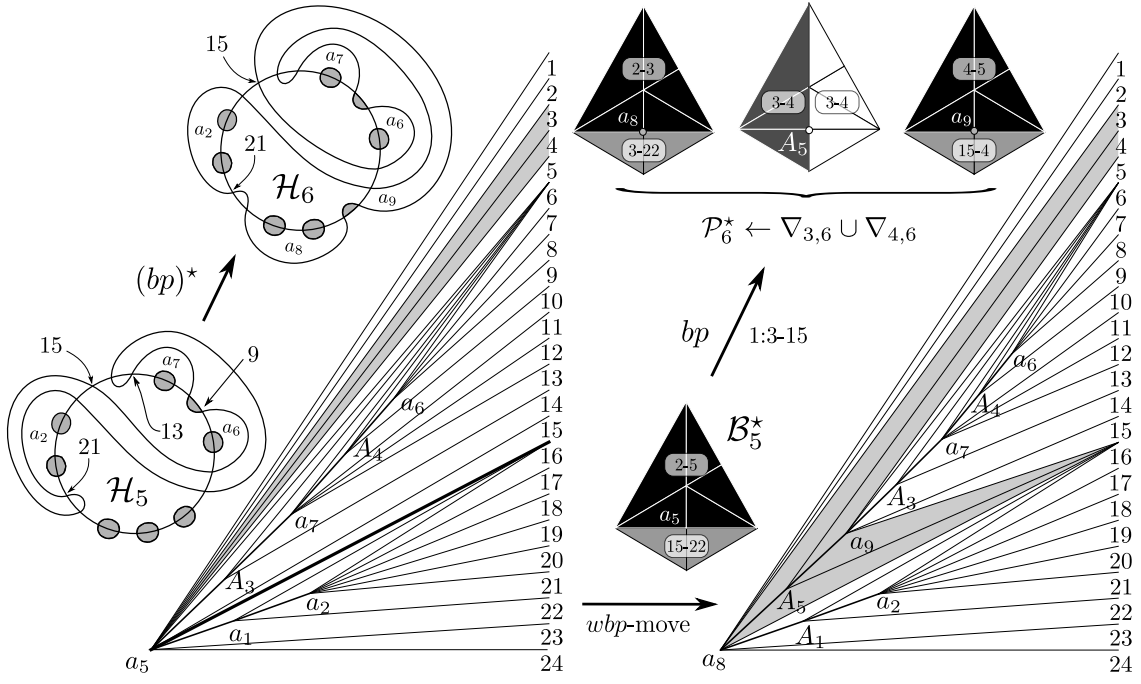 15
a₇
a₂
a₆
21
ℋ₆
a₉
a₈
(bp)⋆
15
9
a₇
a₂
a₆
21
13
ℋ₅
1
2
3
4
5
6
7
8
9
10
11
12
13
14
15
16
17
18
19
20
21
22
23
24
a₆
A₄
a₇
A₃
a₂
a₁
a₅
2-3
a₈
3-22
3-4 3-4
A₅
4-5
a₉
15-4
𝒫₆⋆ ← ∇₃,₆ ∪ ∇₄,₆
bp 1:3-15
ℬ₅⋆
2-5
a₅
15-22
wbp-move
1
2
3
4
5
6
7
8
9
10
11
12
13
14
15
16
17
18
19
20
21
22
23
24
a₆
A₄
a₇
A₃
a₉
A₅
a₂
A₁
a₈